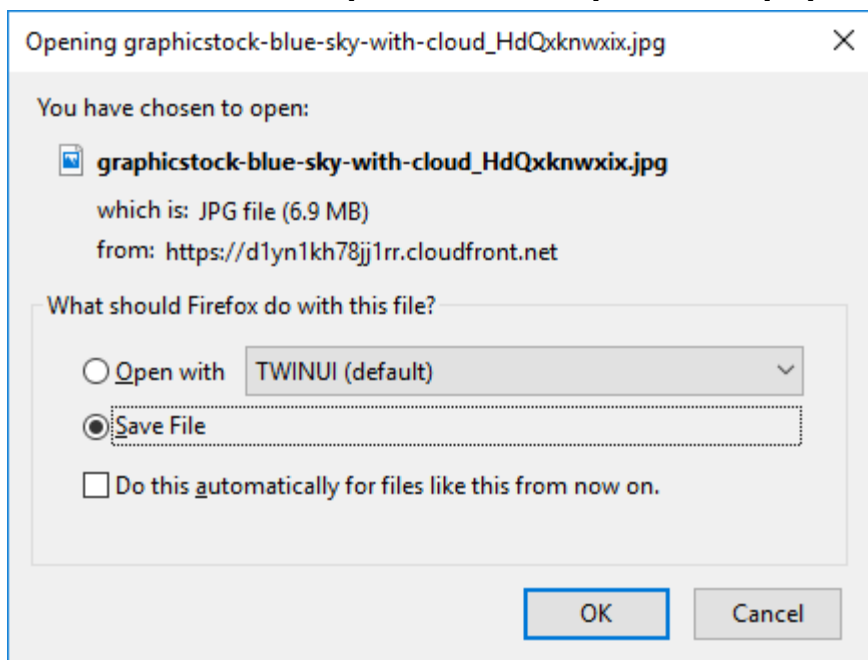 Opening graphicstock-blue-sky-with-cloud_HdQxknwxix.jpg
You have chosen to open:
graphicstock-blue-sky-with-cloud_HdQxknwxix.jpg
which is: JPG file (6.9 MB)
from: https://d1yn1kh78jj1rr.cloudfront.net
What should Firefox do with this file?
Open with TWINUI (default)
Save File
Do this automatically for files like this from now on.
OK Cancel